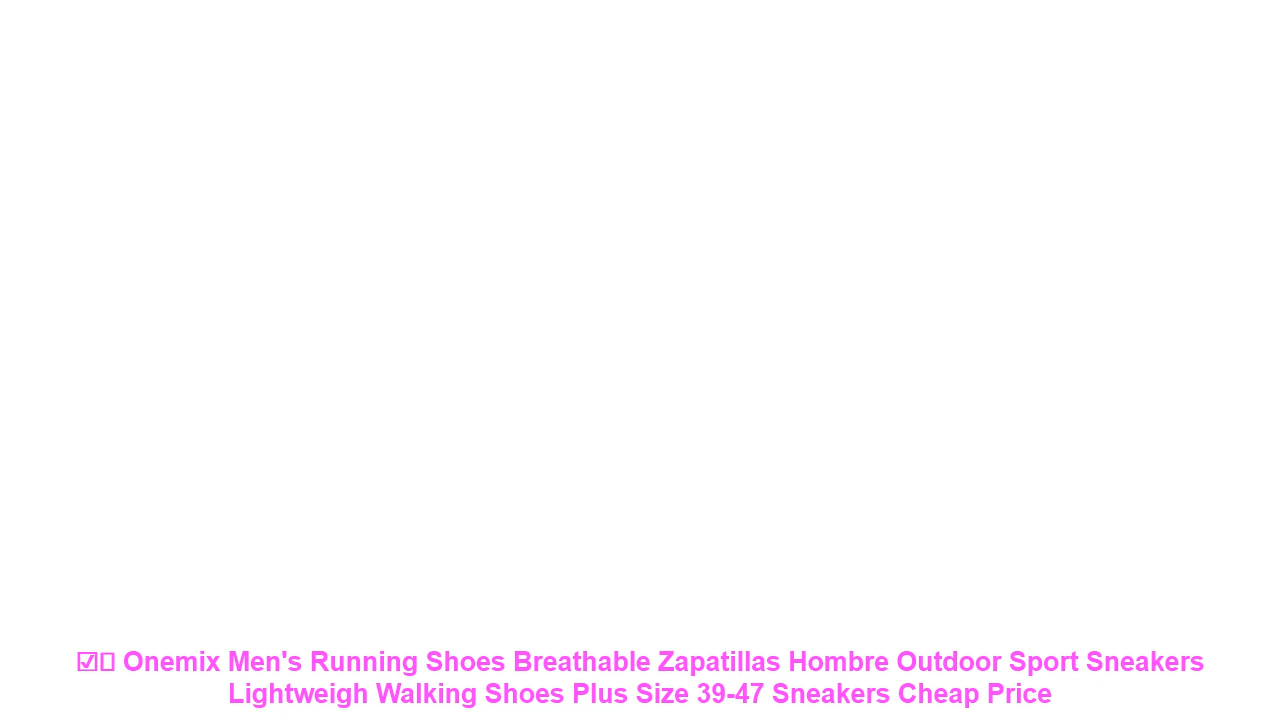 ☑ Onemix Men's Running Shoes Breathable Zapatillas Hombre Outdoor Sport Sneakers
Lightweigh Walking Shoes Plus Size 39-47 Sneakers Cheap Price